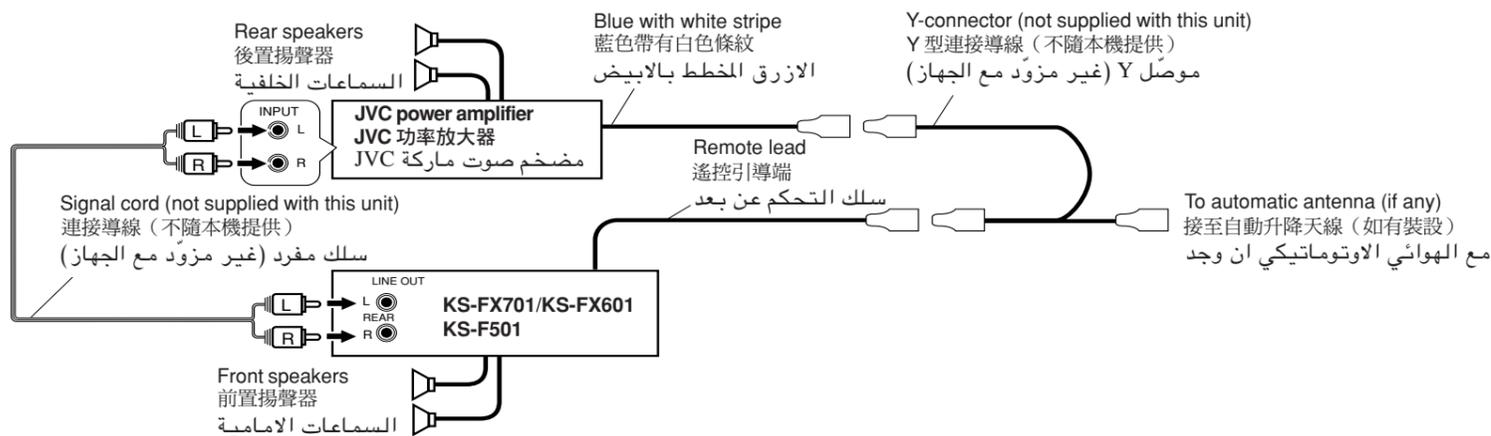 Rear speakers
後置揚聲器
السماعات الخلفية
Blue with white stripe
藍色帶有白色條紋
الازرق المخطط بالابيض
Y-connector (not supplied with this unit)
Y 型連接導線（不隨本機提供）
موصّل Y (غير مزوّد مع الجهاز)
INPUT
L
R
L
R
JVC power amplifier
JVC 功率放大器
مضخم صوت ماركة JVC
Remote lead
遙控引導端
سلك التحكم عن بعد
Signal cord (not supplied with this unit)
連接導線（不隨本機提供）
سلك مفرد (غير مزوّد مع الجهاز)
To automatic antenna (if any)
接至自動升降天線（如有裝設）
مع الهوائي الاوتوماتيكي ان وجد
LINE OUT
L
L
REAR
R
R
KS-FX701/KS-FX601
KS-F501
Front speakers
前置揚聲器
السماعات الامامية